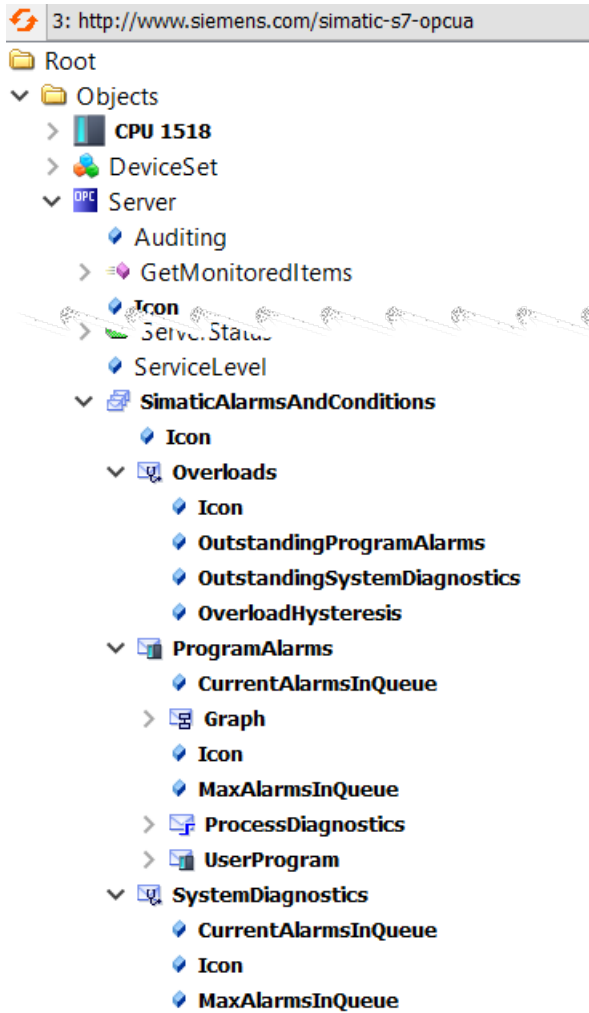 3: http://www.siemens.com/simatic-s7-opcua
Root
Objects
CPU 1518
DeviceSet
OPC Server
Auditing
GetMonitoredItems
Icon
ServerStatus
ServiceLevel
SimaticAlarmsAndConditions
Icon
Overloads
Icon
OutstandingProgramAlarms
OutstandingSystemDiagnostics
OverloadHysteresis
ProgramAlarms
CurrentAlarmsInQueue
Graph
Icon
MaxAlarmsInQueue
ProcessDiagnostics
UserProgram
SystemDiagnostics
CurrentAlarmsInQueue
Icon
MaxAlarmsInQueue